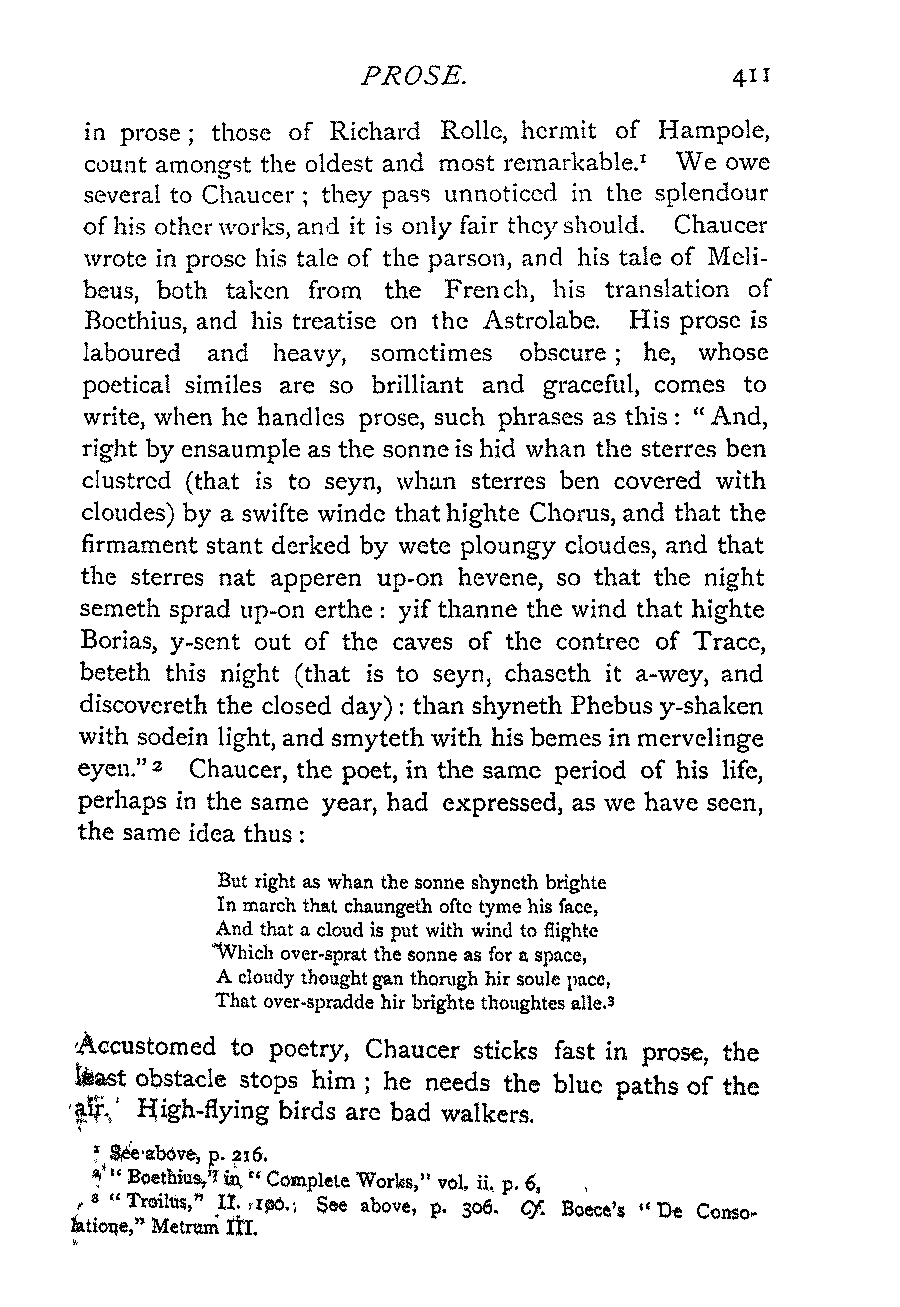 PROSE. 411
in prose ; those of Richard Rolle, hermit of Hampole,
count amongst the oldest and most remarkable.¹ We owe
several to Chaucer ; they pass unnoticed in the splendour
of his other works, and it is only fair they should. Chaucer
wrote in prose his tale of the parson, and his tale of Meli-
beus, both taken from the French, his translation of
Boethius, and his treatise on the Astrolabe. His prose is
laboured and heavy, sometimes obscure ; he, whose
poetical similes are so brilliant and graceful, comes to
write, when he handles prose, such phrases as this : “ And,
right by ensaumple as the sonne is hid whan the sterres ben
clustred (that is to seyn, whan sterres ben covered with
cloudes) by a swifte winde that highte Chorus, and that the
firmament stant derked by wete ploungy cloudes, and that
the sterres nat apperen up-on hevene, so that the night
semeth sprad up-on erthe : yif thanne the wind that highte
Borias, y-sent out of the caves of the contree of Trace,
beteth this night (that is to seyn, chaseth it a-wey, and
discovereth the closed day) : than shyneth Phebus y-shaken
with sodein light, and smyteth with his bemes in mervelinge
eyen.” ² Chaucer, the poet, in the same period of his life,
perhaps in the same year, had expressed, as we have seen,
the same idea thus :
But right as whan the sonne shyneth brighte
In march that chaungeth ofte tyme his face,
And that a cloud is put with wind to flighte
Which over-sprat the sonne as for a space,
A cloudy thought gan thorugh hir soule pace,
That over-spradde hir brighte thoughtes alle.³
Accustomed to poetry, Chaucer sticks fast in prose, the
least obstacle stops him ; he needs the blue paths of the
air. High-flying birds are bad walkers.
¹ See above, p. 216.
² “ Boethius,” in “ Complete Works,” vol. ii. p. 6.
³ “ Troilus,” II. 100. See above, p. 306. Cf. Boece's “ De Conso-
latione,” Metrum III.